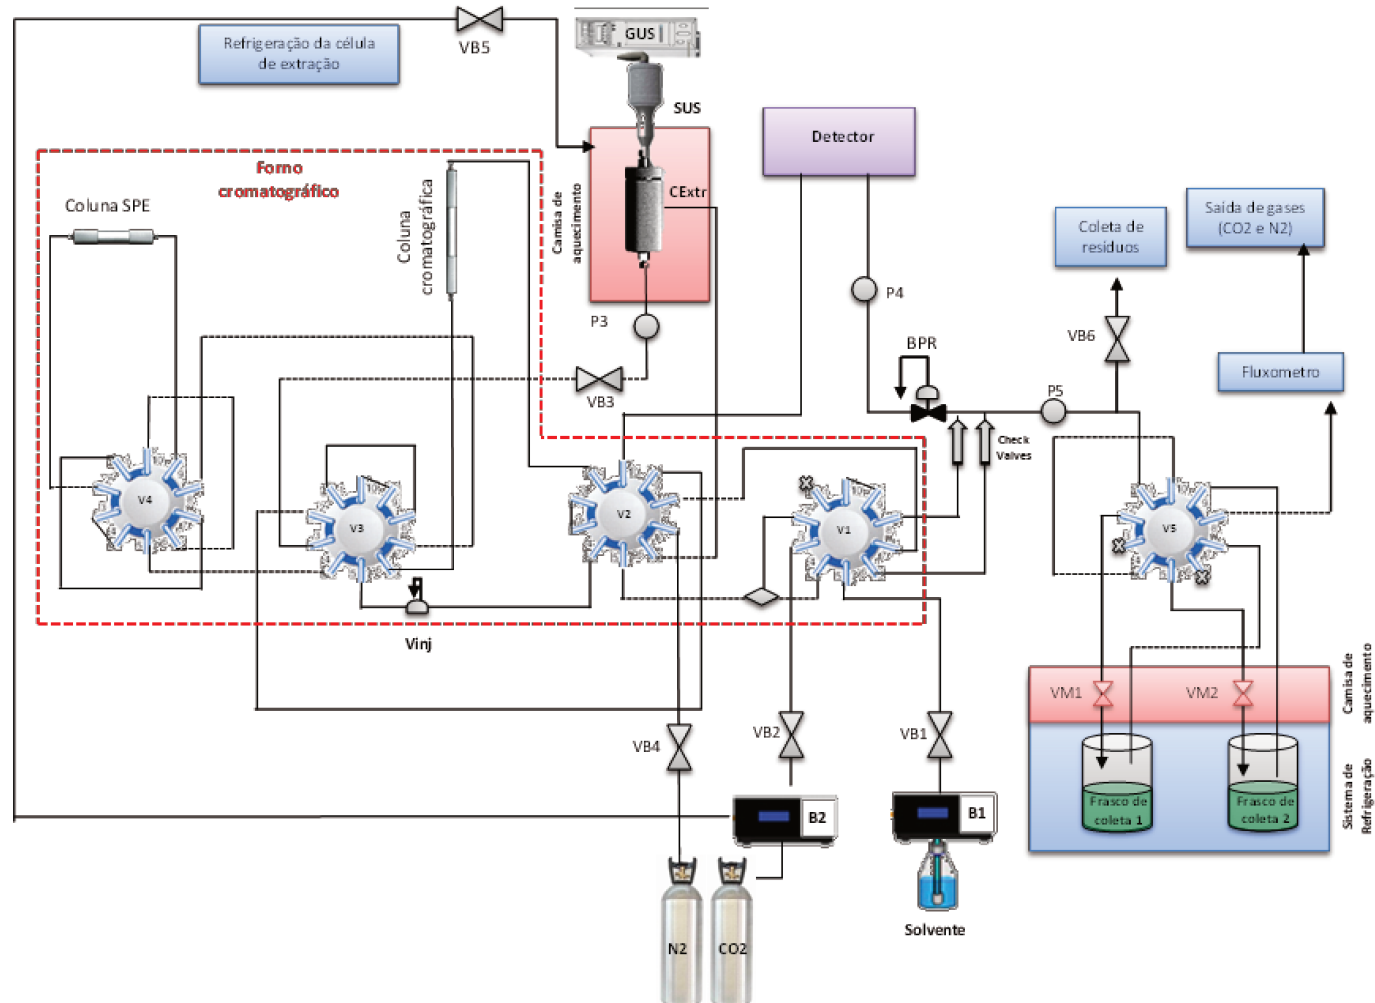 GUS
VB5
Refrigeração da célula
de extração
SUS
Detector
Forno
cromatográfico
Camisa de
aquecimento
CExtr
Coluna SPE
Coluna
cromatográfica
Saída de gases
(CO2 e N2)
Coleta de
resíduos
P4
P3
VB6
BPR
Fluxometro
VB3
P5
Check
Valves
V4
V3
V2
V1
V5
Vinj
VM1
VM2
Camisa de
aquecimento
VB4
VB2
VB1
Frasco de
coleta 1
Frasco de
coleta 2
Sistema de
Refrigeração
B2
B1
Solvente
N2
CO2